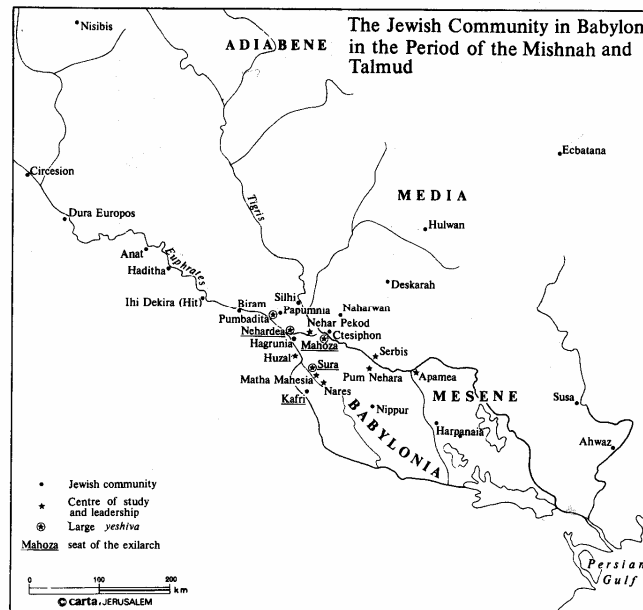 The Jewish Community in Babylon
in the Period of the Mishnah and
Talmud
Nisibis
ADIABENE
Ecbatana
Circesion
MEDIA
Tigris
Dura Europos
Hulwan
Anat
Euphrates
Haditha
Deskarah
Ihi Dekira (Hit)
Silhi
Biram
Papumnia
Naharwan
Pumbadita
Nehar Pekod
Nehardea
Ctesiphon
Hagrunia
Mahoza
Huzal
Serbis
Sura
Pum Nehara
Apamea
Matha Mahesia
Nares
MESENE
Kafri
Nippur
Susa
BABYLONIA
Harpanaia
Ahwaz
Jewish community
Centre of study
and leadership
Large yeshiva
Mahoza seat of the exilarch
Persian
Gulf
0 100 200
km
© carta, JERUSALEM